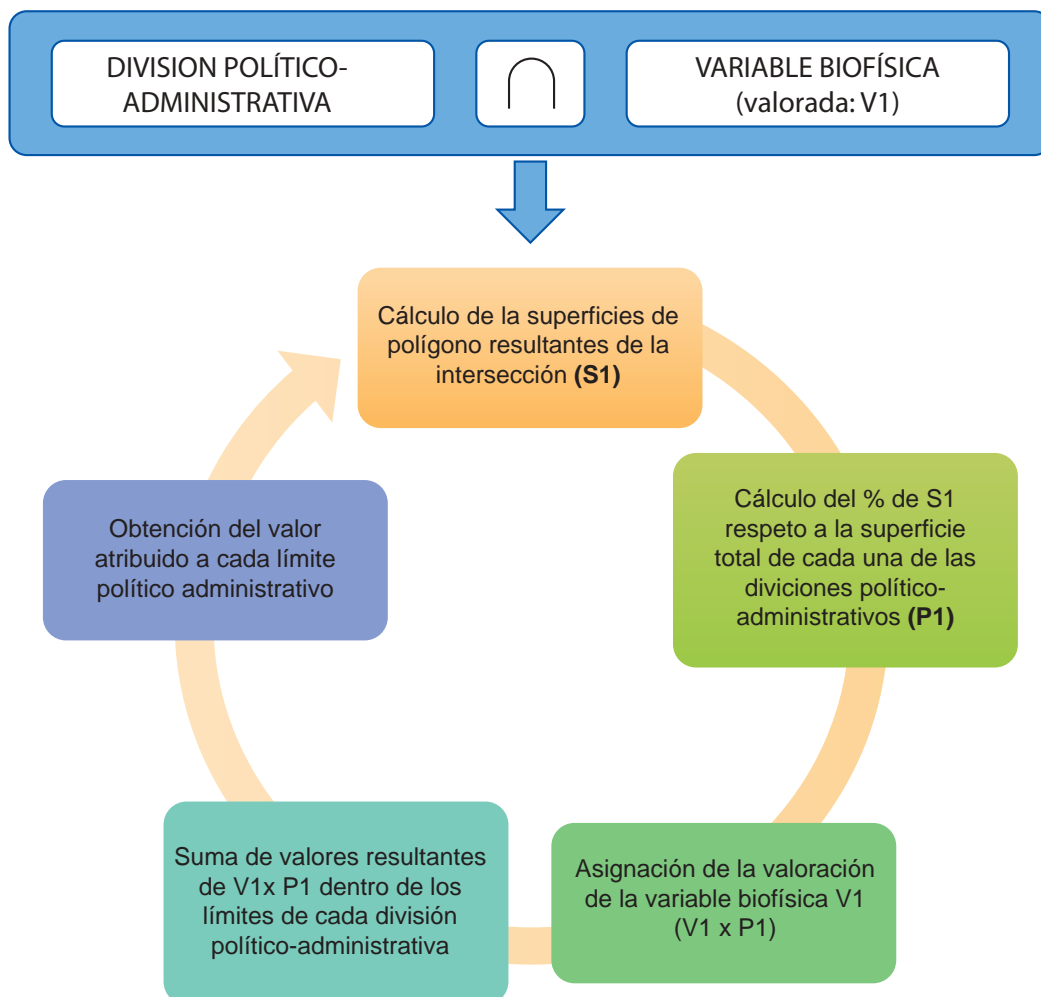 DIVISION POLÍTICO-
ADMINISTRATIVA
∩
VARIABLE BIOFÍSICA
(valorada: V1)
Cálculo de la superficies de
polígono resultantes de la
intersección (S1)
Cálculo del % de S1
respeto a la superficie
total de cada una de las
diviciones político-
administrativos (P1)
Asignación de la valoración
de la variable biofísica V1
(V1 x P1)
Suma de valores resultantes
de V1x P1 dentro de los
límites de cada división
político-administrativa
Obtención del valor
atribuido a cada límite
político administrativo